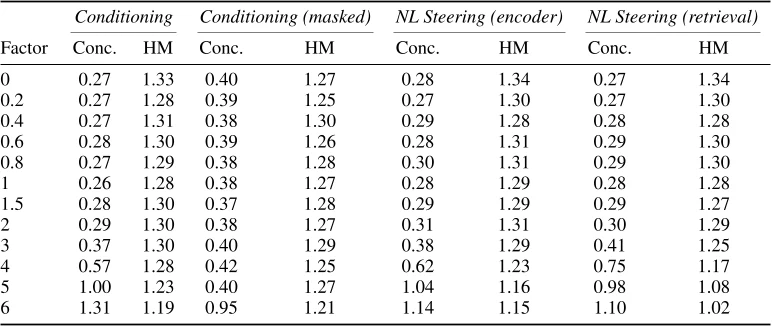 Conditioning Conditioning (masked) NL Steering (encoder) NL Steering (retrieval)
Factor Conc. HM Conc. HM Conc. HM Conc. HM
0 0.27 1.33 0.40 1.27 0.28 1.34 0.27 1.34
0.2 0.27 1.28 0.39 1.25 0.27 1.30 0.27 1.30
0.4 0.27 1.31 0.38 1.30 0.29 1.28 0.28 1.28
0.6 0.28 1.30 0.39 1.26 0.28 1.31 0.29 1.30
0.8 0.27 1.29 0.38 1.28 0.30 1.31 0.29 1.30
1 0.26 1.28 0.38 1.27 0.28 1.29 0.28 1.28
1.5 0.28 1.30 0.37 1.28 0.29 1.29 0.29 1.27
2 0.29 1.30 0.38 1.27 0.31 1.31 0.30 1.29
3 0.37 1.30 0.40 1.29 0.38 1.29 0.41 1.25
4 0.57 1.28 0.42 1.25 0.62 1.23 0.75 1.17
5 1.00 1.23 0.40 1.27 1.04 1.16 0.98 1.08
6 1.31 1.19 0.95 1.21 1.14 1.15 1.10 1.02